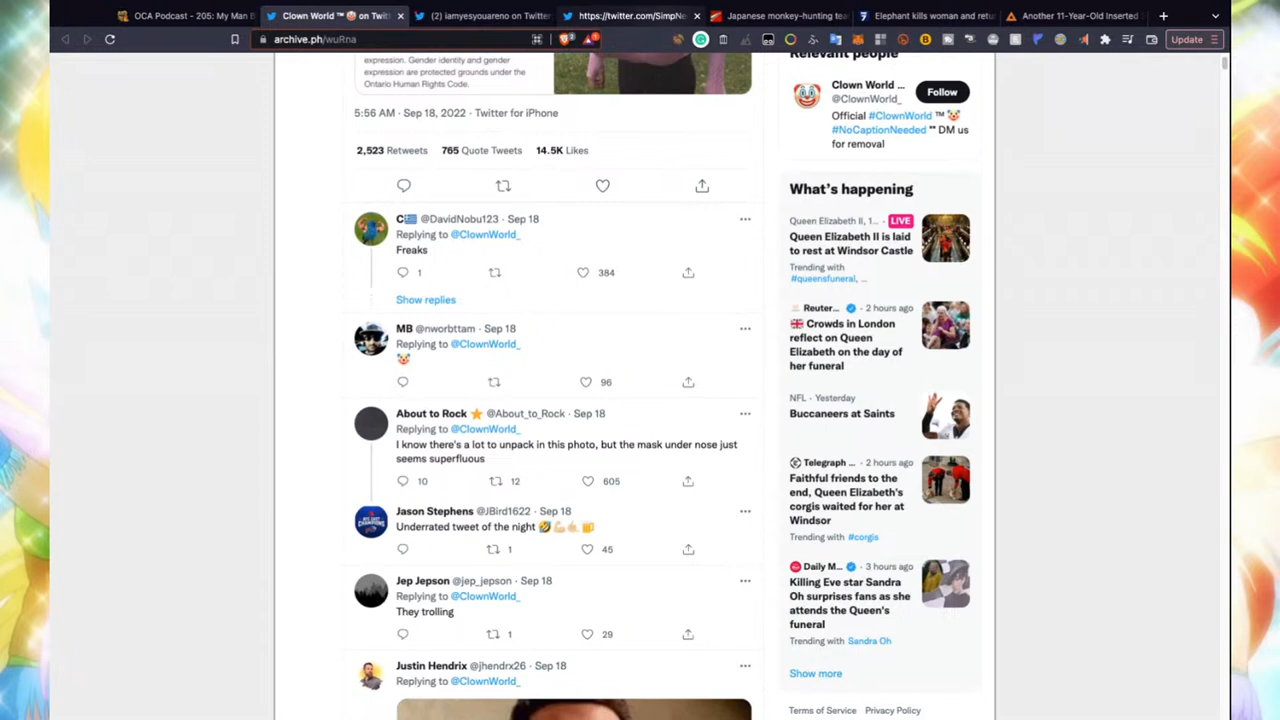 OCA Podcast - 205: My Man B
Clown World ™ 🤡 on Twit
(2) iamyesyouareno on Twitter
https://twitter.com/SimpNe
Japanese monkey-hunting tea
Elephant kills woman and retu
Another 11-Year-Old Inserted
archive.ph/wuRna
Update
expression. Gender identity and gender
expression are protected grounds under the
Ontario Human Rights Code.
5:56 AM · Sep 18, 2022 · Twitter for iPhone
2,523 Retweets 765 Quote Tweets 14.5K Likes
C🇬🇷 @DavidNobu123 · Sep 18
Replying to @ClownWorld_
Freaks
1 384
Show replies
MB @nworbttam · Sep 18
Replying to @ClownWorld_
🤡
96
About to Rock ⭐ @About_to_Rock · Sep 18
Replying to @ClownWorld_
I know there's a lot to unpack in this photo, but the mask under nose just
seems superfluous
10 12 605
Jason Stephens @JBird1622 · Sep 18
Underrated tweet of the night 🤣💪🏼👍🏼🍺
1 45
Jep Jepson @jep_jepson · Sep 18
Replying to @ClownWorld_
They trolling
1 29
Justin Hendrix @jhendrx26 · Sep 18
Replying to @ClownWorld_
Relevant people
Clown World ...
@ClownWorld_
Follow
Official #ClownWorld ™ 🤡
#NoCaptionNeeded ™ DM us
for removal
What's happening
Queen Elizabeth II, 1... · LIVE
Queen Elizabeth II is laid
to rest at Windsor Castle
Trending with
#queensfuneral, ...
Reuter... · 2 hours ago
🇬🇧 Crowds in London
reflect on Queen
Elizabeth on the day of
her funeral
NFL · Yesterday
Buccaneers at Saints
Telegraph ... · 2 hours ago
Faithful friends to the
end, Queen Elizabeth's
corgis waited for her at
Windsor
Trending with #corgis
Daily M... · 3 hours ago
Killing Eve star Sandra
Oh surprises fans as she
attends the Queen's
funeral
Trending with Sandra Oh
Show more
Terms of Service Privacy Policy